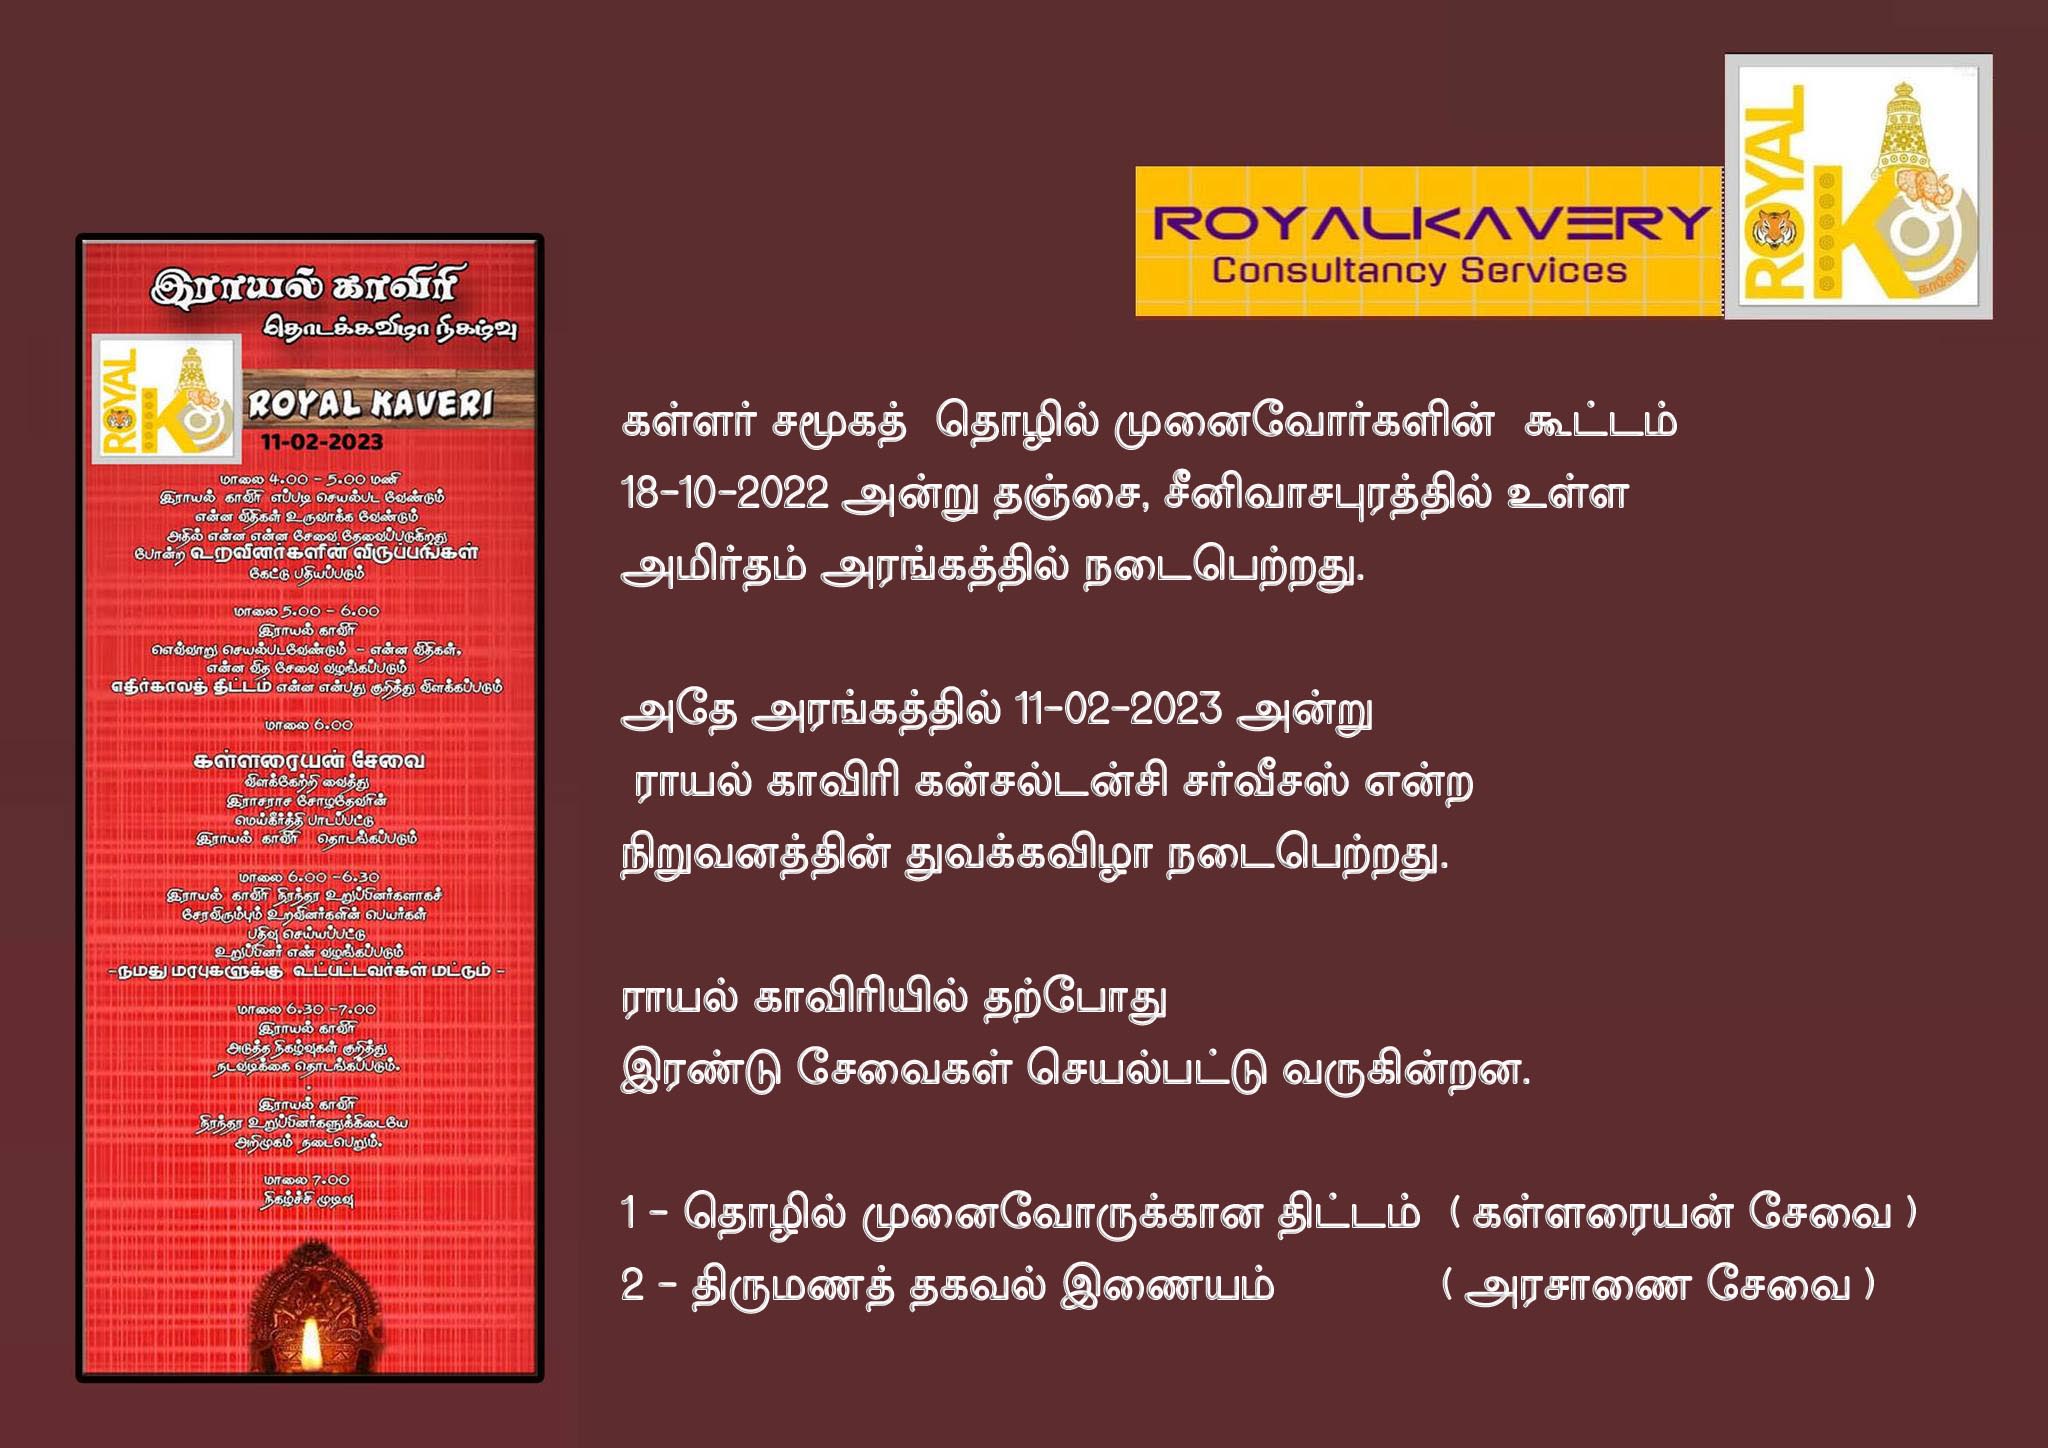 ROYAL
K
காவிரி
ROYALKAVERY
Consultancy Services
இராயல் காவிரி
தொடக்கவிழா நிகழ்வு
ROYAL
K
ROYAL KAVERI
11-02-2023
மாலை 4.00 - 5.00 மணி
இராயல் காவிரி எப்படி செயல்பட வேண்டும்
என்ன விதிகள் உருவாக்க வேண்டும்
அதில் என்ன என்ன சேவை தேவைப்படுகிறது
போன்ற உறவினர்களின் விருப்பங்கள்
கேட்டு பதியப்படும்
மாலை 5.00 - 6.00
இராயல் காவிரி
எவ்வாறு செயல்படவேண்டும் - என்ன விதிகள்,
என்ன வித சேவை வழங்கப்படும்
எதிர்காலத் திட்டம் என்ன என்பது குறித்து விளக்கப்படும்
மாலை 6.00
கள்ளரையன் சேவை
விளக்கேற்றி வைத்து
இராசராச சோழதேவரின்
மெய்கீர்த்தி பாடப்பட்டு
இராயல் காவிரி தொடங்கப்படும்
மாலை 6.00 -6.30
இராயல் காவிரி நிரந்தர உறுப்பினர்களாகச்
சேரவிரும்பும் உறவினர்களின் பெயர்கள்
பதிவு செய்யப்பட்டு
உறுப்பினர் எண் வழங்கப்படும்
-நமது மரபுகளுக்கு உட்பட்டவர்கள் மட்டும் -
மாலை 6.30 -7.00
இராயல் காவிரி
அடுத்த நிகழ்வுகள் குறித்து
நடவடிக்கை தொடங்கப்படும்.
.
இராயல் காவிரி
நிரந்தர உறுப்பினர்களுக்கிடையே
அறிமுகம் நடைபெறும்.
மாலை 7.00
நிகழ்ச்சி முடிவு
கள்ளர் சமூகத் தொழில் முனைவோர்களின் கூட்டம்
18-10-2022 அன்று தஞ்சை, சீனிவாசபுரத்தில் உள்ள
அமிர்தம் அரங்கத்தில் நடைபெற்றது.
அதே அரங்கத்தில் 11-02-2023 அன்று
ராயல் காவிரி கன்சல்டன்சி சர்வீசஸ் என்ற
நிறுவனத்தின் துவக்கவிழா நடைபெற்றது.
ராயல் காவிரியில் தற்போது
இரண்டு சேவைகள் செயல்பட்டு வருகின்றன.
1 - தொழில் முனைவோருக்கான திட்டம் ( கள்ளரையன் சேவை )
2 - திருமணத் தகவல் இணையம் ( அரசாணை சேவை )